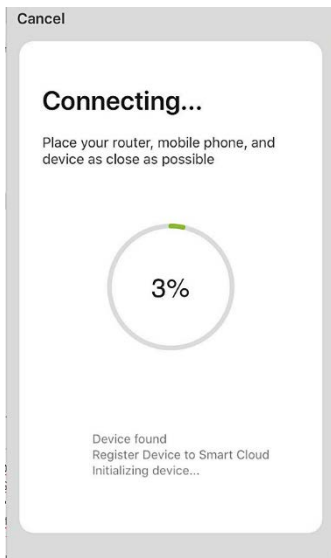 Cancel
Connecting...
Place your router, mobile phone, and
device as close as possible
3%
Device found
Register Device to Smart Cloud
Initializing device...